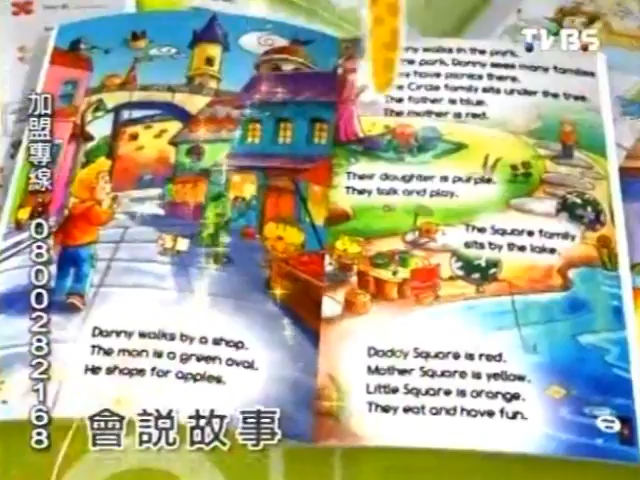 TVBS
加盟專線：0800282168
Danny walks by a shop.
The man is a green oval.
He shops for apples.
walks in the park.
park, Danny sees many families
have picnics there.
Circle family sits under the tree.
The father is blue.
The mother is red.
Their daughter is purple.
They talk and play.
The Square family
sits by the lake.
Daddy Square is red.
Mother Square is yellow.
Little Square is orange.
They eat and have fun.
會說故事